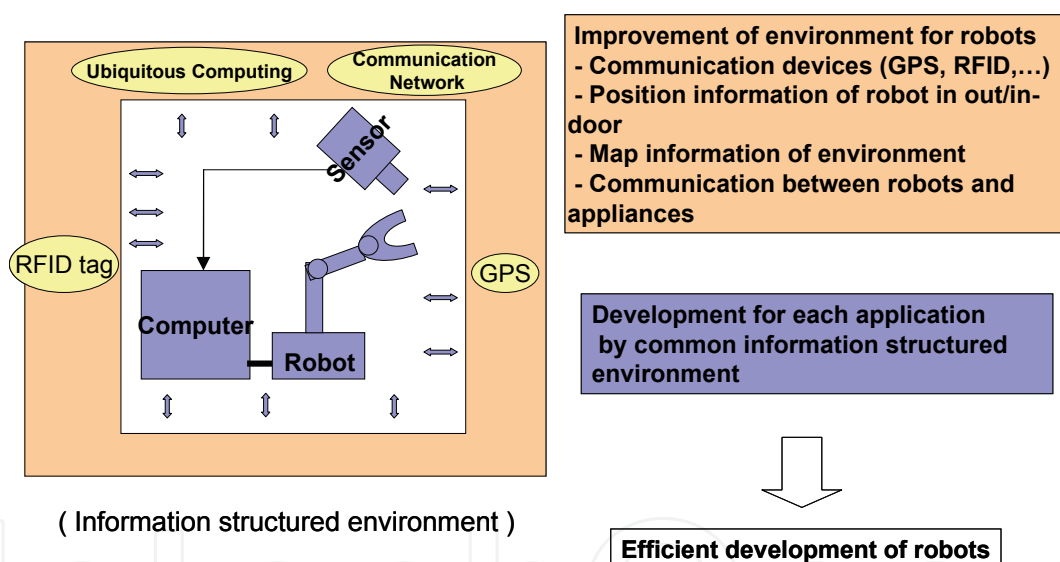 Ubiquitous Computing
Communication
Network
Sensor
RFID tag
GPS
Computer
Robot
( Information structured environment )
Improvement of environment for robots
- Communication devices (GPS, RFID,…)
- Position information of robot in out/in-
door
- Map information of environment
- Communication between robots and
appliances
Development for each application
by common information structured
environment
Efficient development of robots